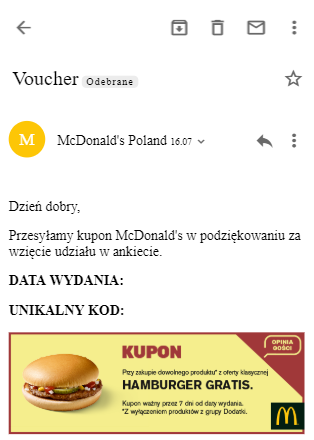 Voucher Odebrane
M McDonald's Poland 16.07
Dzień dobry,
Przesyłamy kupon McDonald's w podziękowaniu za
wzięcie udziału w ankiecie.
DATA WYDANIA:
UNIKALNY KOD:
OPINIA
GOŚCI
KUPON
Przy zakupie dowolnego produktu* z oferty klasycznej
HAMBURGER GRATIS.
Kupon ważny przez 7 dni od daty wydania.
*Z wyłączeniem produktów z grupy Dodatki.